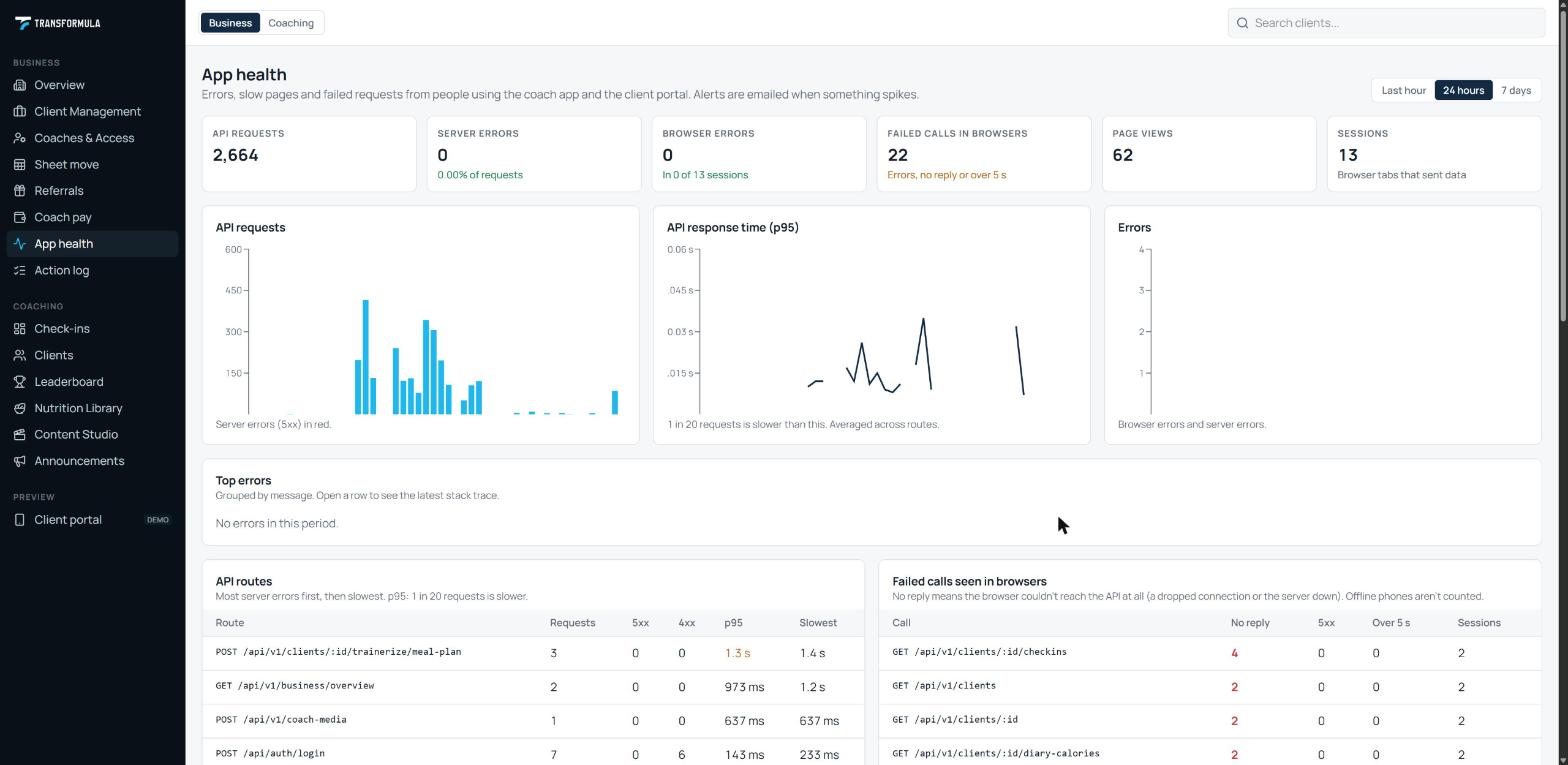 TRANSFORMULA
Business
Coaching
Search clients...
BUSINESS
Overview
Client Management
Coaches & Access
Sheet move
Referrals
Coach pay
App health
Action log
COACHING
Check-ins
Clients
Leaderboard
Nutrition Library
Content Studio
Announcements
PREVIEW
Client portal DEMO
App health
Errors, slow pages and failed requests from people using the coach app and the client portal. Alerts are emailed when something spikes.
Last hour 24 hours 7 days
API REQUESTS
2,664
SERVER ERRORS
0
0.00% of requests
BROWSER ERRORS
0
In 0 of 13 sessions
FAILED CALLS IN BROWSERS
22
Errors, no reply or over 5 s
PAGE VIEWS
62
SESSIONS
13
Browser tabs that sent data
API requests
600
450
300
150
Server errors (5xx) in red.
API response time (p95)
0.06 s
.045 s
0.03 s
.015 s
1 in 20 requests is slower than this. Averaged across routes.
Errors
4
3
2
1
Browser errors and server errors.
Top errors
Grouped by message. Open a row to see the latest stack trace.
No errors in this period.
API routes
Most server errors first, then slowest. p95: 1 in 20 requests is slower.
Route Requests 5xx 4xx p95 Slowest
POST /api/v1/clients/:id/trainerize/meal-plan 3 0 0 1.3 s 1.4 s
GET /api/v1/business/overview 2 0 0 973 ms 1.2 s
POST /api/v1/coach-media 1 0 0 637 ms 637 ms
POST /api/auth/login 7 0 6 143 ms 233 ms
Failed calls seen in browsers
No reply means the browser couldn't reach the API at all (a dropped connection or the server down). Offline phones aren't counted.
Call No reply 5xx Over 5 s Sessions
GET /api/v1/clients/:id/checkins 4 0 0 2
GET /api/v1/clients 2 0 0 2
GET /api/v1/clients/:id 2 0 0 2
GET /api/v1/clients/:id/diary-calories 2 0 0 2